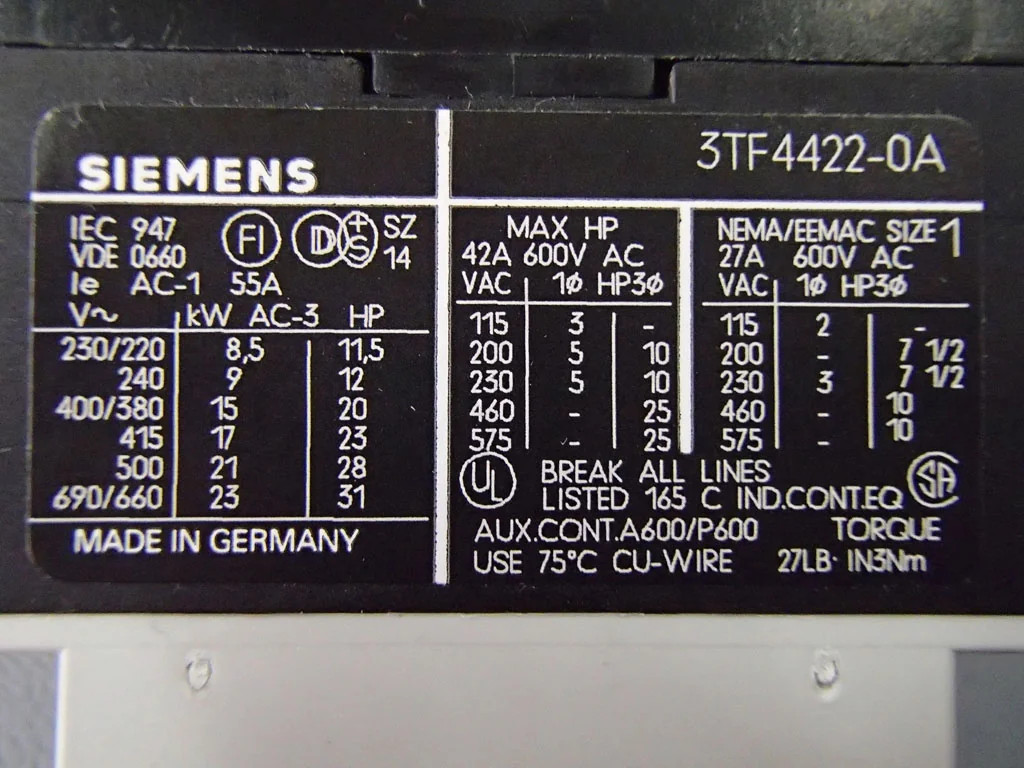 SIEMENS
3TF4422-0A
IEC 947
VDE 0660
FI D +S SZ 14
Ie AC-1 55A
V~ kW AC-3 HP
230/220 8,5 11,5
240 9 12
400/380 15 20
415 17 23
500 21 28
690/660 23 31
MADE IN GERMANY
MAX HP
42A 600V AC
VAC 1ø HP3ø
115 3 -
200 5 10
230 5 10
460 - 25
575 - 25
NEMA/EEMAC SIZE 1
27A 600V AC
VAC 1ø HP3ø
115 2 -
200 - 7 1/2
230 3 7 1/2
460 - 10
575 - 10
UL BREAK ALL LINES SA
LISTED 165 C IND.CONT.EQ
AUX.CONT.A600/P600 TORQUE
USE 75°C CU-WIRE 27LB· IN3Nm